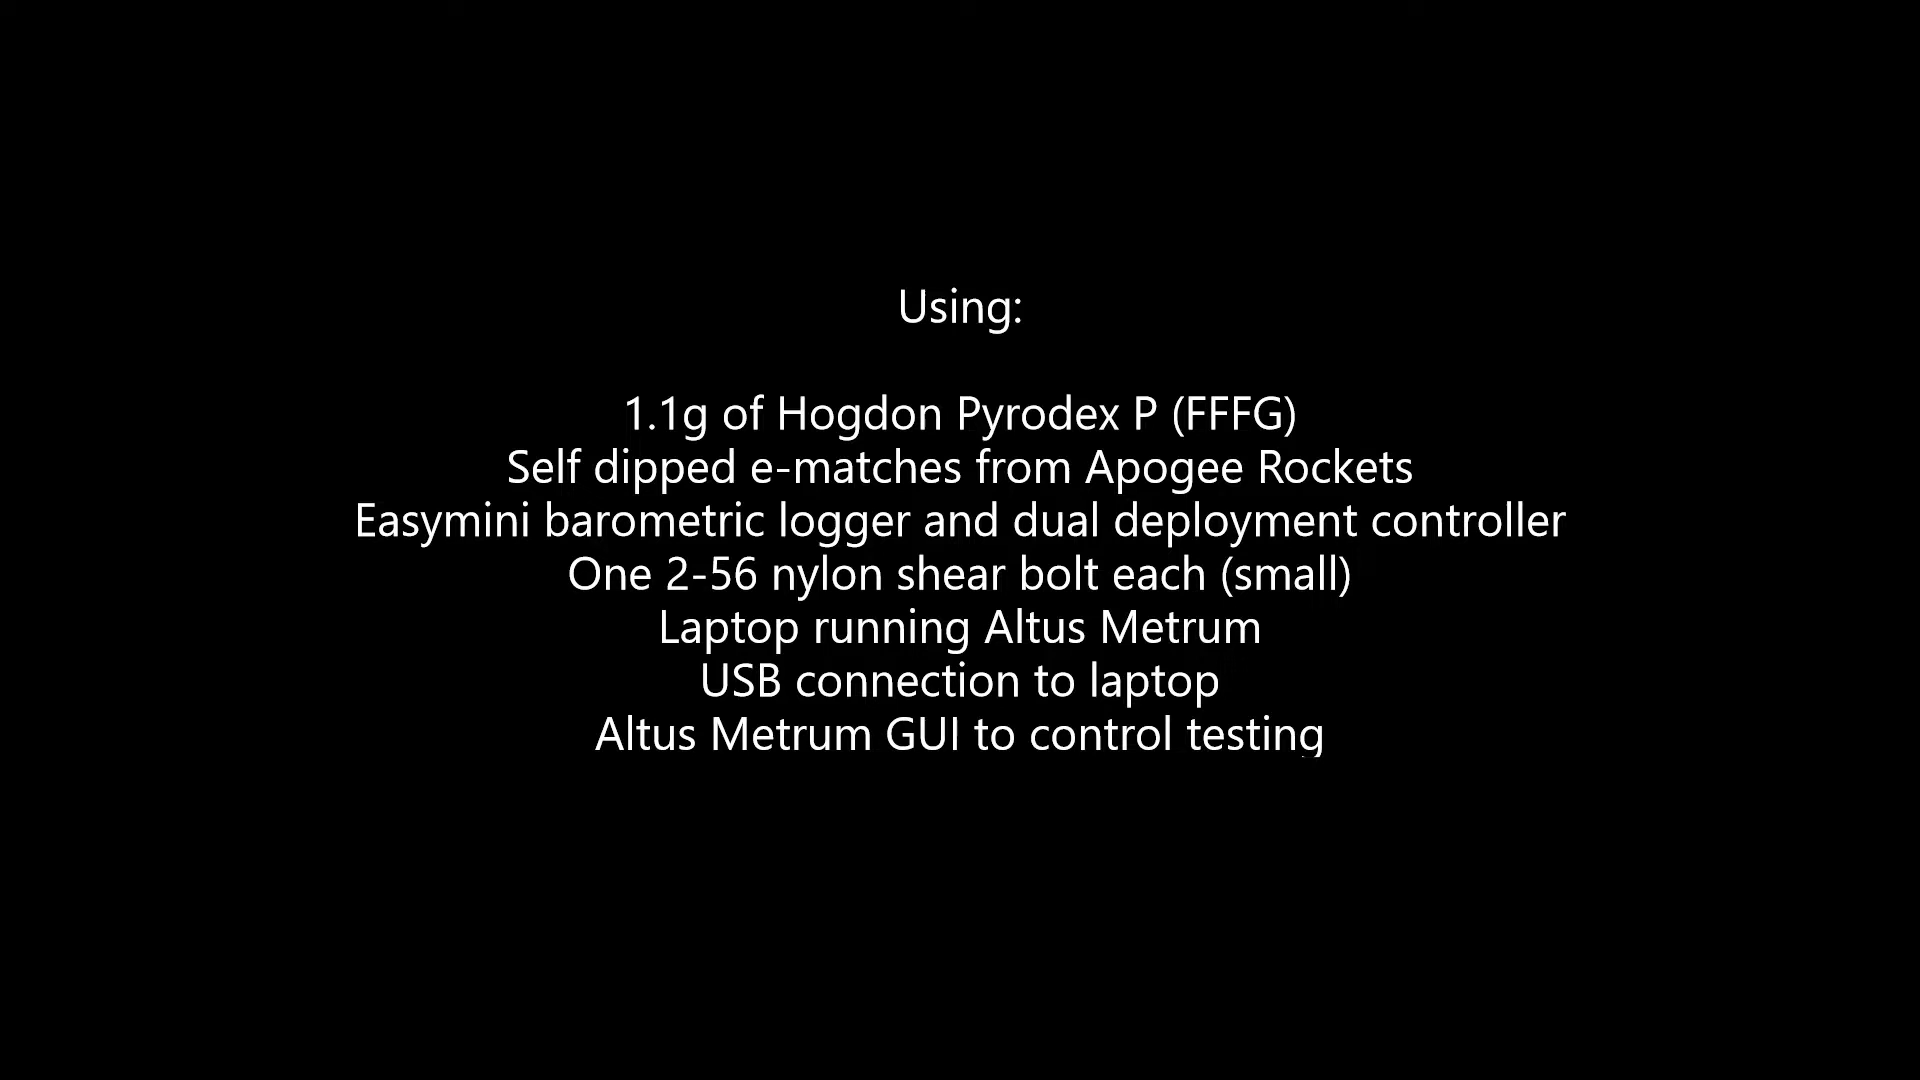 Using:
1.1g of Hogdon Pyrodex P (FFFG)
Self dipped e-matches from Apogee Rockets
Easymini barometric logger and dual deployment controller
One 2-56 nylon shear bolt each (small)
Laptop running Altus Metrum
USB connection to laptop
Altus Metrum GUI to control testing